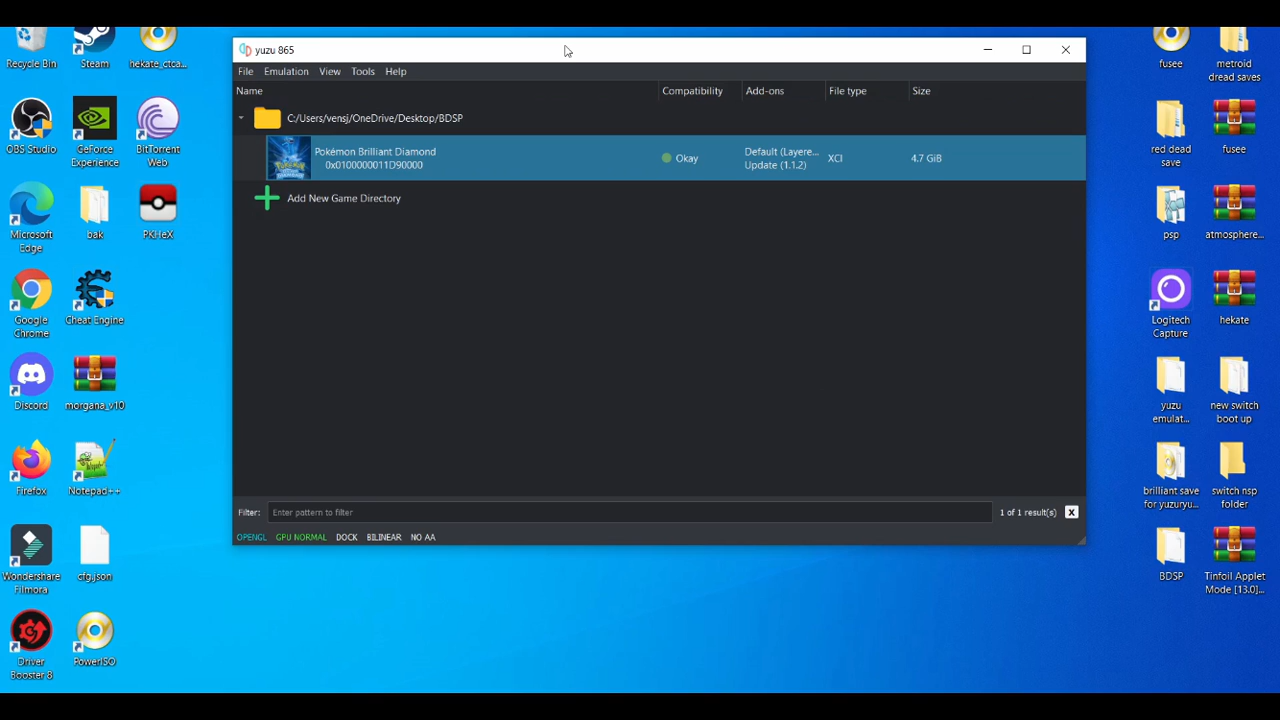 Recycle Bin
Steam
hekate_ctca...
OBS Studio
GeForce
Experience
BitTorrent
Web
Microsoft
Edge
bak
PKHeX
Google
Chrome
Cheat Engine
Discord
morgana_v10
Firefox
Notepad++
Wondershare
Filmora
cfg.json
Driver
Booster 8
PowerISO
yuzu 865
File Emulation View Tools Help
Name Compatibility Add-ons File type Size
C:/Users/vensj/OneDrive/Desktop/BDSP
Pokémon Brilliant Diamond
0x0100000011D90000
Okay
Default (Layere...
Update (1.1.2)
XCI
4.7 GiB
Add New Game Directory
Filter: Enter pattern to filter 1 of 1 result(s) X
OPENGL GPU NORMAL DOCK BILINEAR NO AA
fusee
metroid
dread saves
red dead
save
fusee
psp
atmosphere...
Logitech
Capture
hekate
yuzu
emulat...
new switch
boot up
brilliant save
for yuzuryu...
switch nsp
folder
BDSP
Tinfoil Applet
Mode [13.0]...